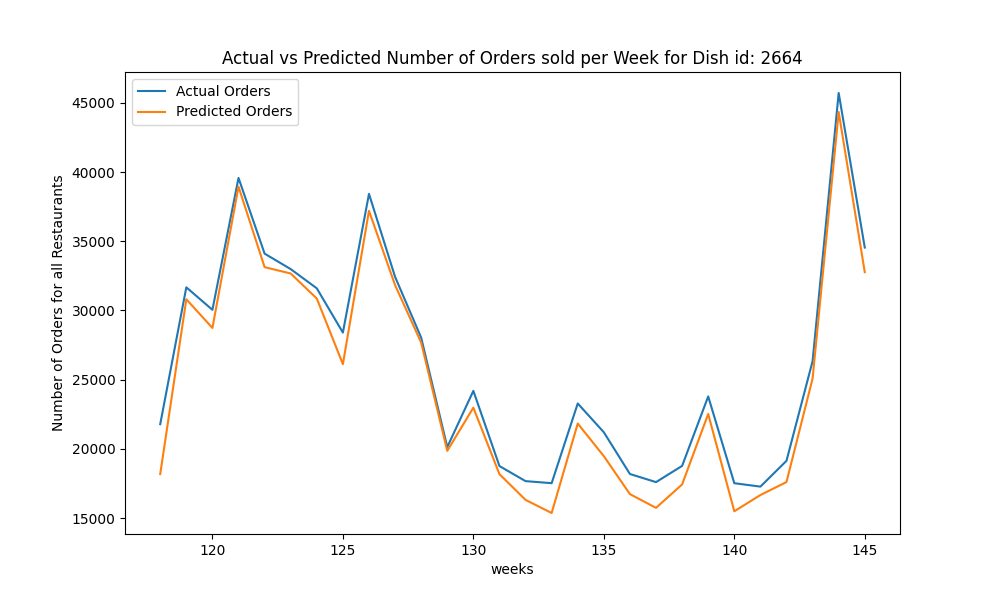 Actual vs Predicted Number of Orders sold per Week for Dish id: 2664
Actual Orders
Predicted Orders
Number of Orders for all Restaurants
45000
40000
35000
30000
25000
20000
15000
120 125 130 135 140 145
weeks